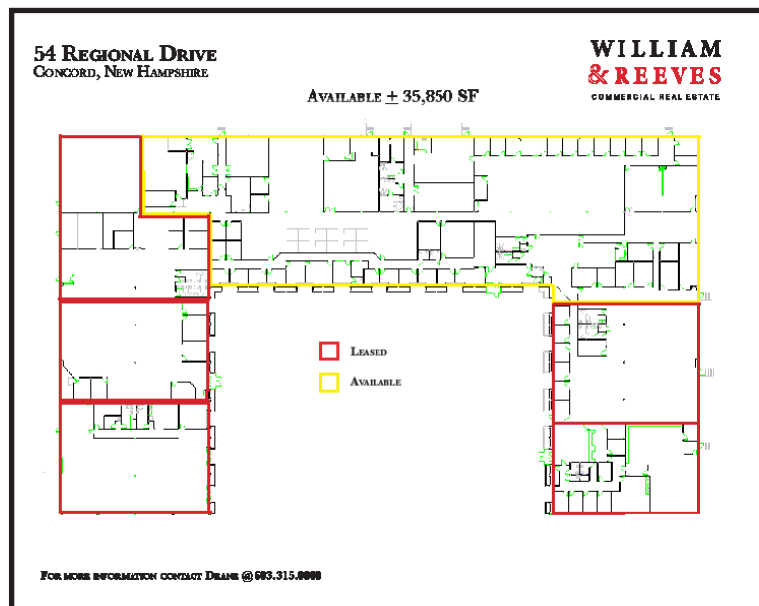 54 REGIONAL DRIVE
CONCORD, NEW HAMPSHIRE
WILLIAM
& REEVES
COMMERCIAL REAL ESTATE
AVAILABLE ± 35,850 SF
LEASED
AVAILABLE
FOR MORE INFORMATION CONTACT DEANE @ 603.315.0000